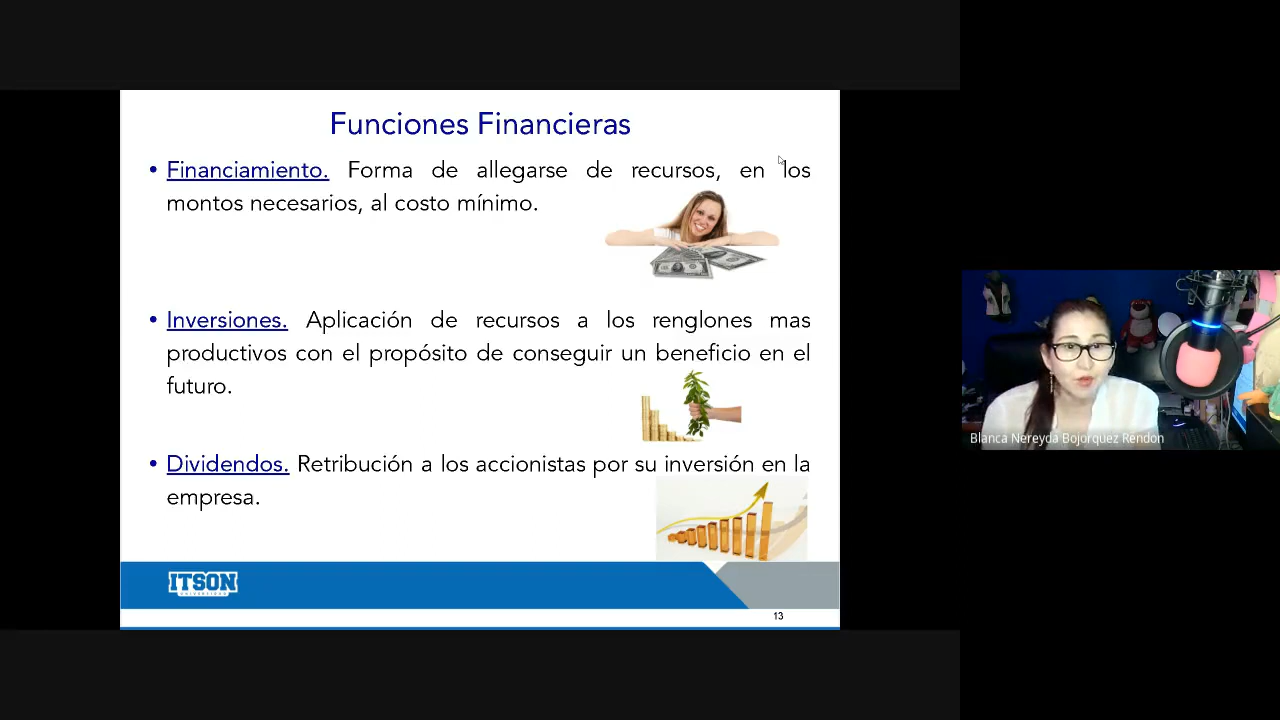 Funciones Financieras
• Financiamiento. Forma de allegarse de recursos, en los
montos necesarios, al costo mínimo.
• Inversiones. Aplicación de recursos a los renglones mas
productivos con el propósito de conseguir un beneficio en el
futuro.
• Dividendos. Retribución a los accionistas por su inversión en la
empresa.
ITSON
UNIVERSIDAD
13
Blanca Nereyda Bojorquez Rendon